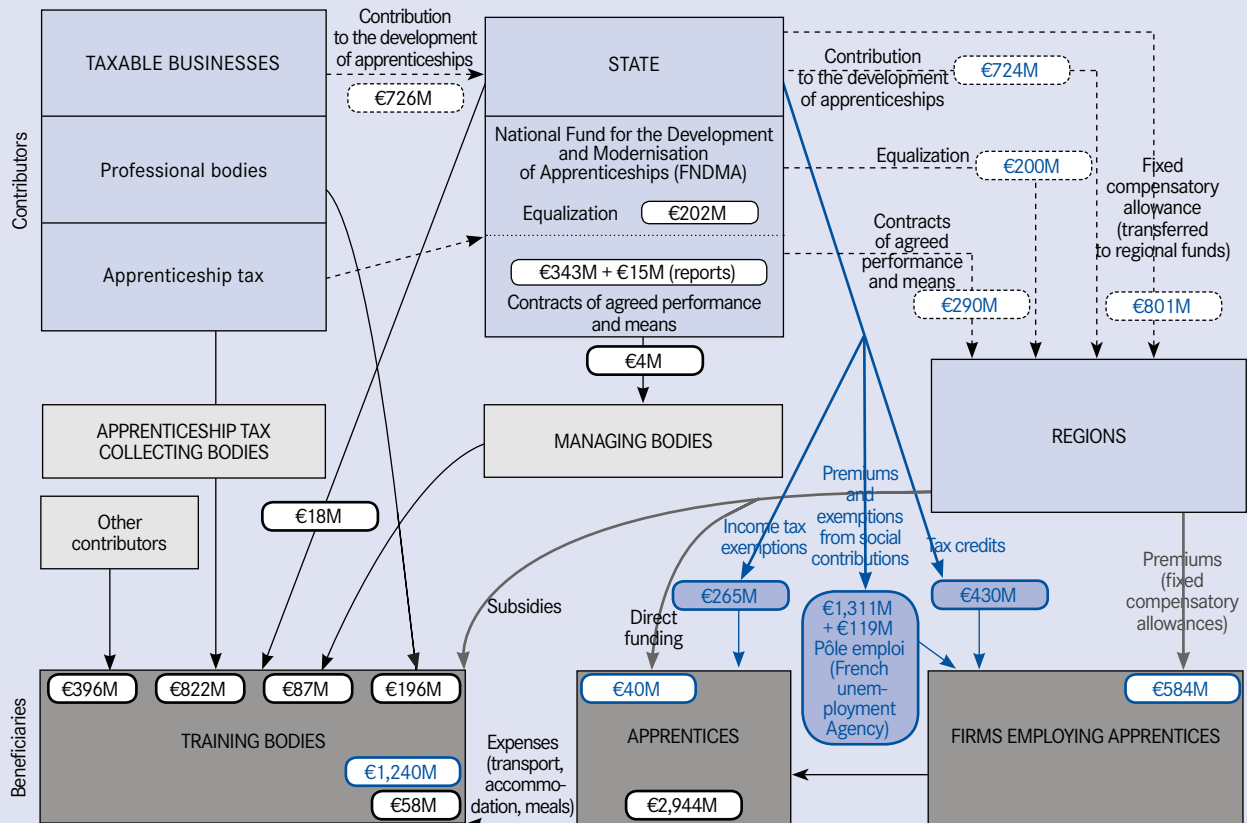 Contributors
TAXABLE BUSINESSES
Professional bodies
Apprenticeship tax
Contribution
to the development
of apprenticeships
€726M
STATE
National Fund for the Development
and Modernisation
of Apprenticeships (FNDMA)
Equalization
€202M
€343M + €15M (reports)
Contracts of agreed performance
and means
€4M
Contribution
to the development
of apprenticeships
€724M
Equalization
€200M
Contracts
of agreed
performance
and means
€290M
Fixed
compensatory
allowance
(transferred
to regional funds)
€801M
APPRENTICESHIP TAX
COLLECTING BODIES
MANAGING BODIES
REGIONS
Other
contributors
€18M
Subsidies
Direct
funding
Income tax
exemptions
€265M
Premiums
and
exemptions
from social
contributions
€1,311M
+ €119M
Pôle emploi
(French
unem-
ployment
Agency)
Tax credits
€430M
Premiums
(fixed
compensatory
allowances)
Beneficiaries
€396M
€822M
€87M
€196M
TRAINING BODIES
€1,240M
€58M
Expenses
(transport,
accommo-
dation, meals)
€40M
APPRENTICES
€2,944M
€584M
FIRMS EMPLOYING APPRENTICES